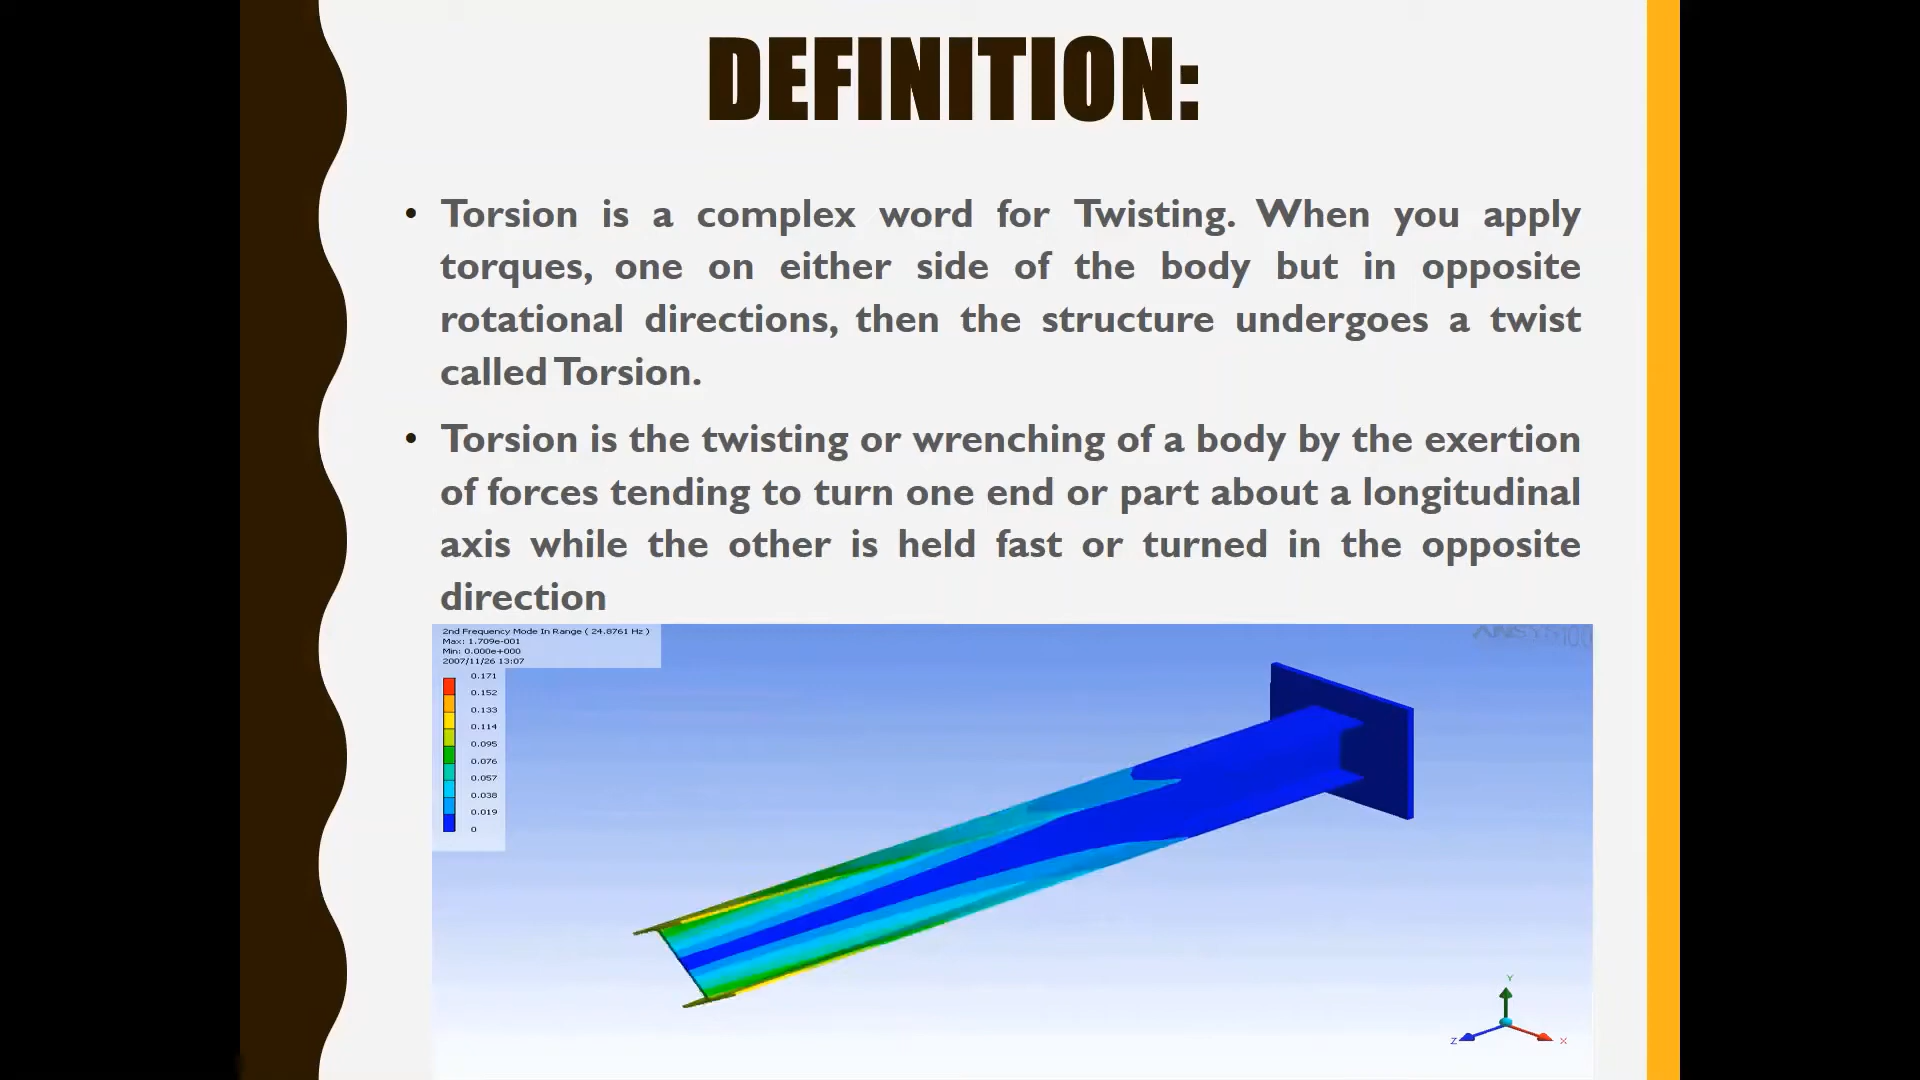 DEFINITION:
• Torsion is a complex word for Twisting. When you apply
torques, one on either side of the body but in opposite
rotational directions, then the structure undergoes a twist
called Torsion.
• Torsion is the twisting or wrenching of a body by the exertion
of forces tending to turn one end or part about a longitudinal
axis while the other is held fast or turned in the opposite
direction
2nd Frequency Mode In Range ( 24.8761 Hz )
Max: 1.709e-001
Min: 0.000e+000
2007/11/26 13:07
0.171
0.152
0.133
0.114
0.095
0.076
0.057
0.038
0.019
0
Y
Z
X